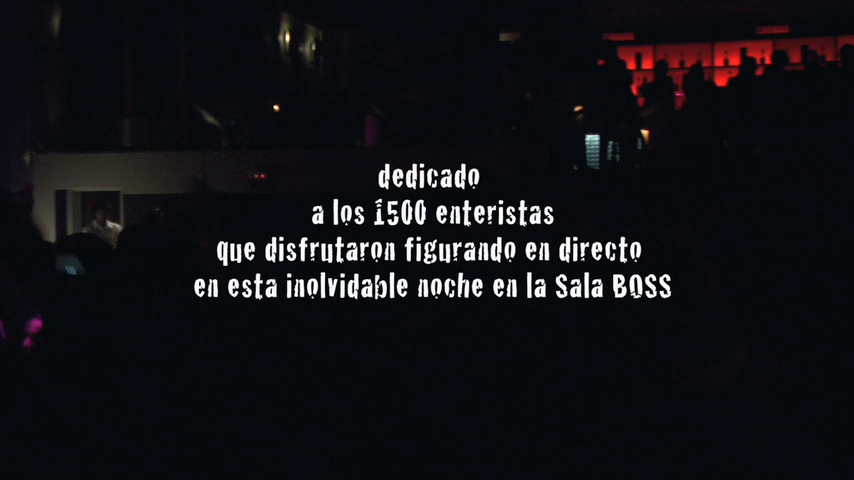 dedicado
a los 1500 enteristas
que disfrutaron figurando en directo
en esta inolvidable noche en la Sala BOSS